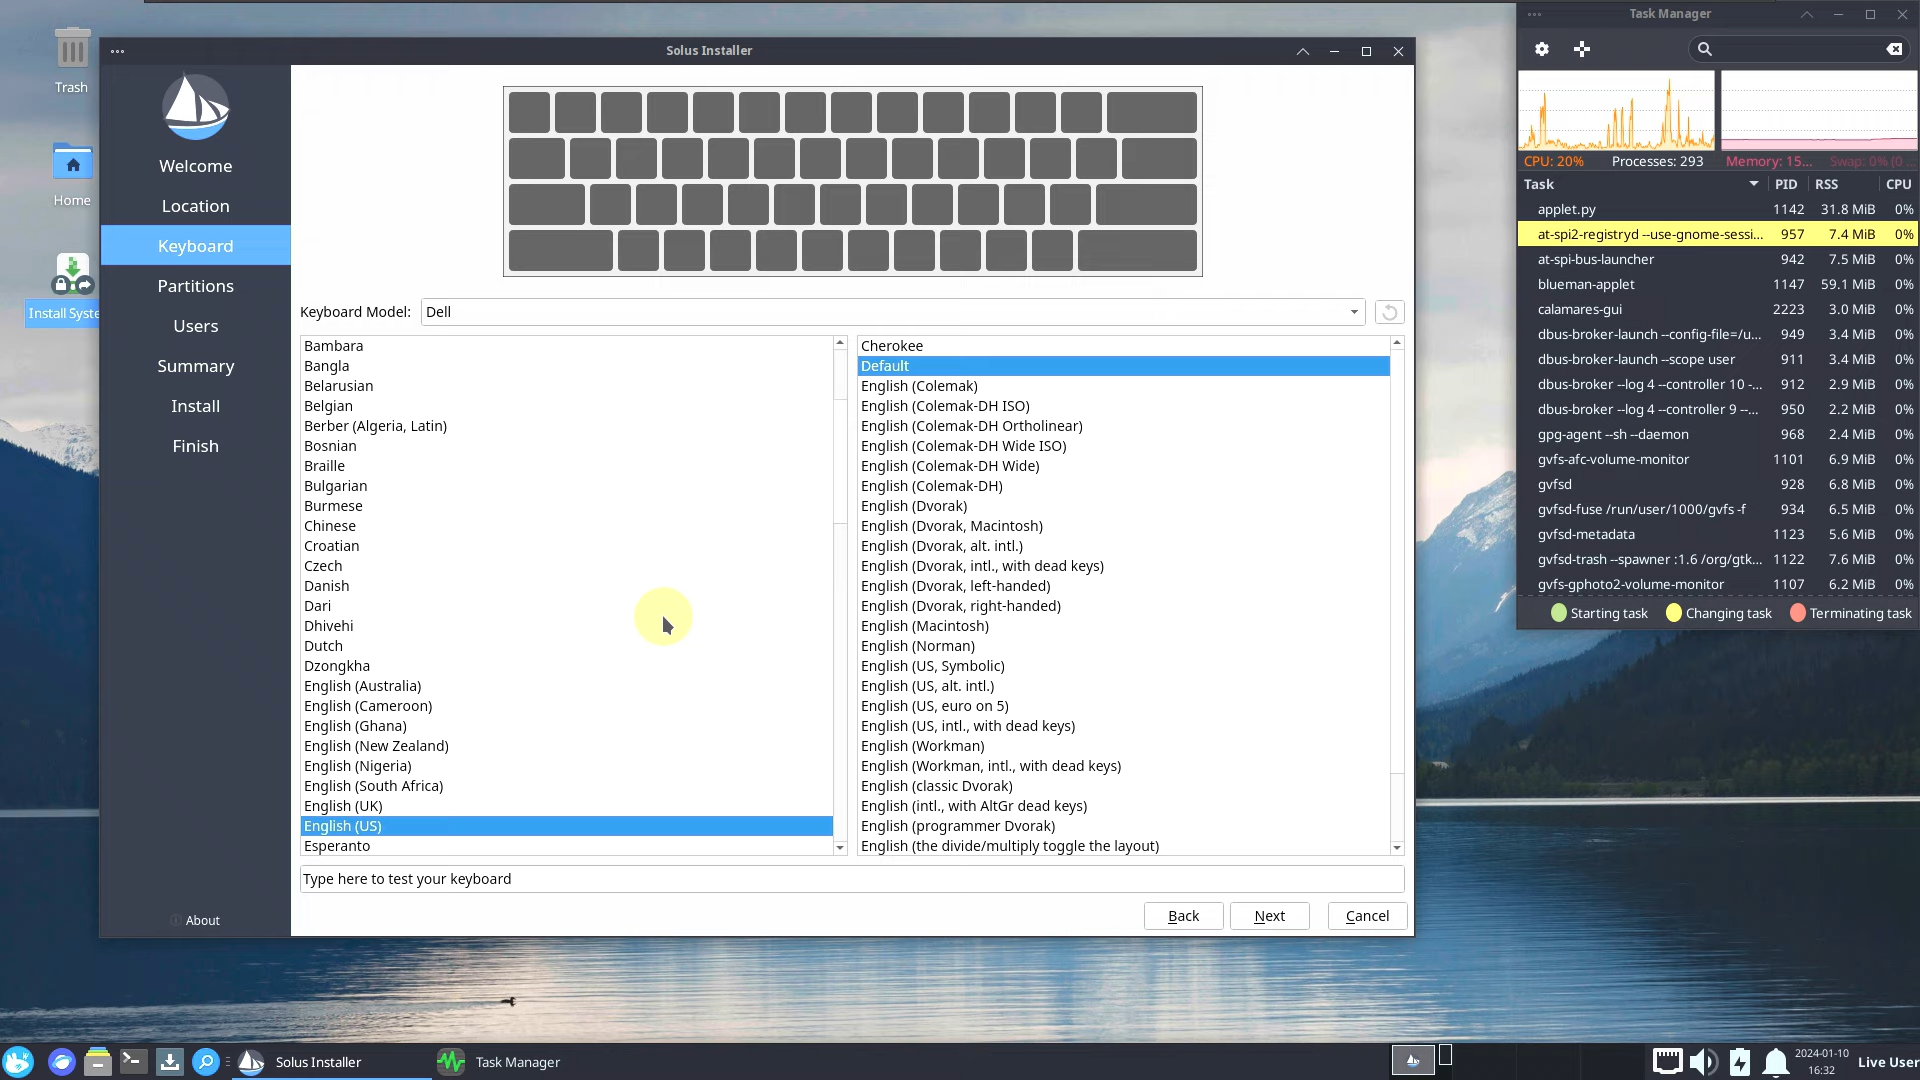 Trash
Home
Install Syste
Solus Installer
Welcome
Location
Keyboard
Partitions
Users
Summary
Install
Finish
About
Keyboard Model:
Dell
Bambara
Bangla
Belarusian
Belgian
Berber (Algeria, Latin)
Bosnian
Braille
Bulgarian
Burmese
Chinese
Croatian
Czech
Danish
Dari
Dhivehi
Dutch
Dzongkha
English (Australia)
English (Cameroon)
English (Ghana)
English (New Zealand)
English (Nigeria)
English (South Africa)
English (UK)
English (US)
Esperanto
Cherokee
Default
English (Colemak)
English (Colemak-DH ISO)
English (Colemak-DH Ortholinear)
English (Colemak-DH Wide ISO)
English (Colemak-DH Wide)
English (Colemak-DH)
English (Dvorak)
English (Dvorak, Macintosh)
English (Dvorak, alt. intl.)
English (Dvorak, intl., with dead keys)
English (Dvorak, left-handed)
English (Dvorak, right-handed)
English (Macintosh)
English (Norman)
English (US, Symbolic)
English (US, alt. intl.)
English (US, euro on 5)
English (US, intl., with dead keys)
English (Workman)
English (Workman, intl., with dead keys)
English (classic Dvorak)
English (intl., with AltGr dead keys)
English (programmer Dvorak)
English (the divide/multiply toggle the layout)
Type here to test your keyboard
Back
Next
Cancel
Task Manager
CPU: 20% Processes: 293 Memory: 15... Swap: 0% (0 ...
Task PID RSS CPU
applet.py 1142 31.8 MiB 0%
at-spi2-registryd --use-gnome-sessi... 957 7.4 MiB 0%
at-spi-bus-launcher 942 7.5 MiB 0%
blueman-applet 1147 59.1 MiB 0%
calamares-gui 2223 3.0 MiB 0%
dbus-broker-launch --config-file=/u... 949 3.4 MiB 0%
dbus-broker-launch --scope user 911 3.4 MiB 0%
dbus-broker --log 4 --controller 10 -... 912 2.9 MiB 0%
dbus-broker --log 4 --controller 9 --... 950 2.2 MiB 0%
gpg-agent --sh --daemon 968 2.4 MiB 0%
gvfs-afc-volume-monitor 1101 6.9 MiB 0%
gvfsd 928 6.8 MiB 0%
gvfsd-fuse /run/user/1000/gvfs -f 934 6.5 MiB 0%
gvfsd-metadata 1123 5.6 MiB 0%
gvfsd-trash --spawner :1.6 /org/gtk... 1122 7.6 MiB 0%
gvfs-gphoto2-volume-monitor 1107 6.2 MiB 0%
Starting task Changing task Terminating task
Solus Installer
Task Manager
2024-01-10
16:32
Live User